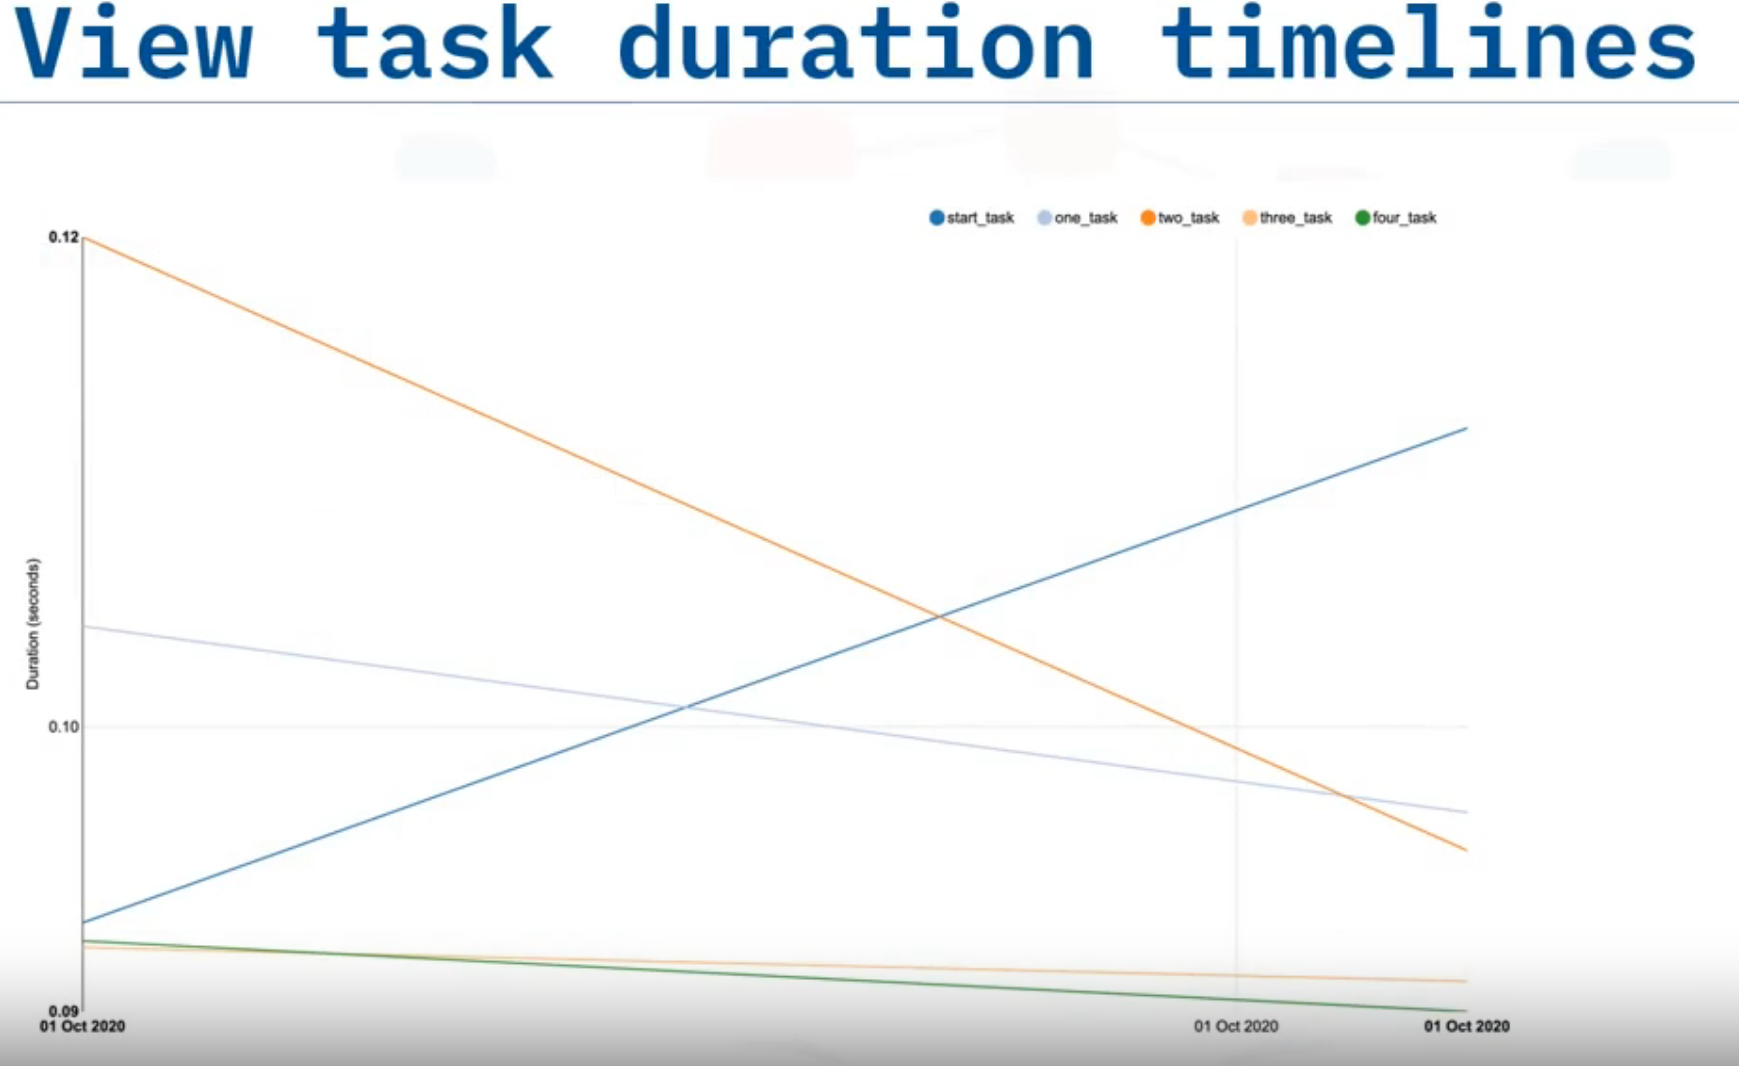 View task duration timelines
start_task one_task two_task three_task four_task
0.12
Duration (seconds)
0.10
0.09
01 Oct 2020 01 Oct 2020 01 Oct 2020